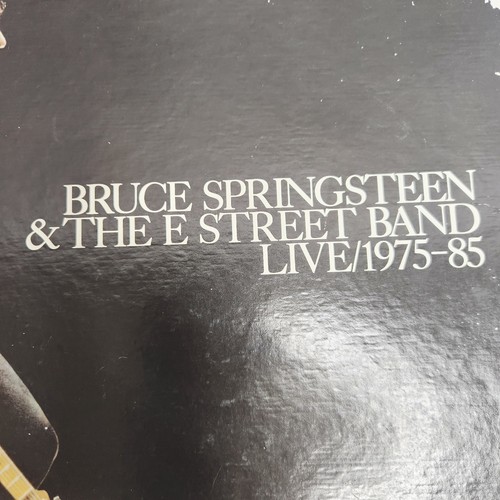 BRUCE SPRINGSTEEN
& THE E STREET BAND
LIVE/1975-85